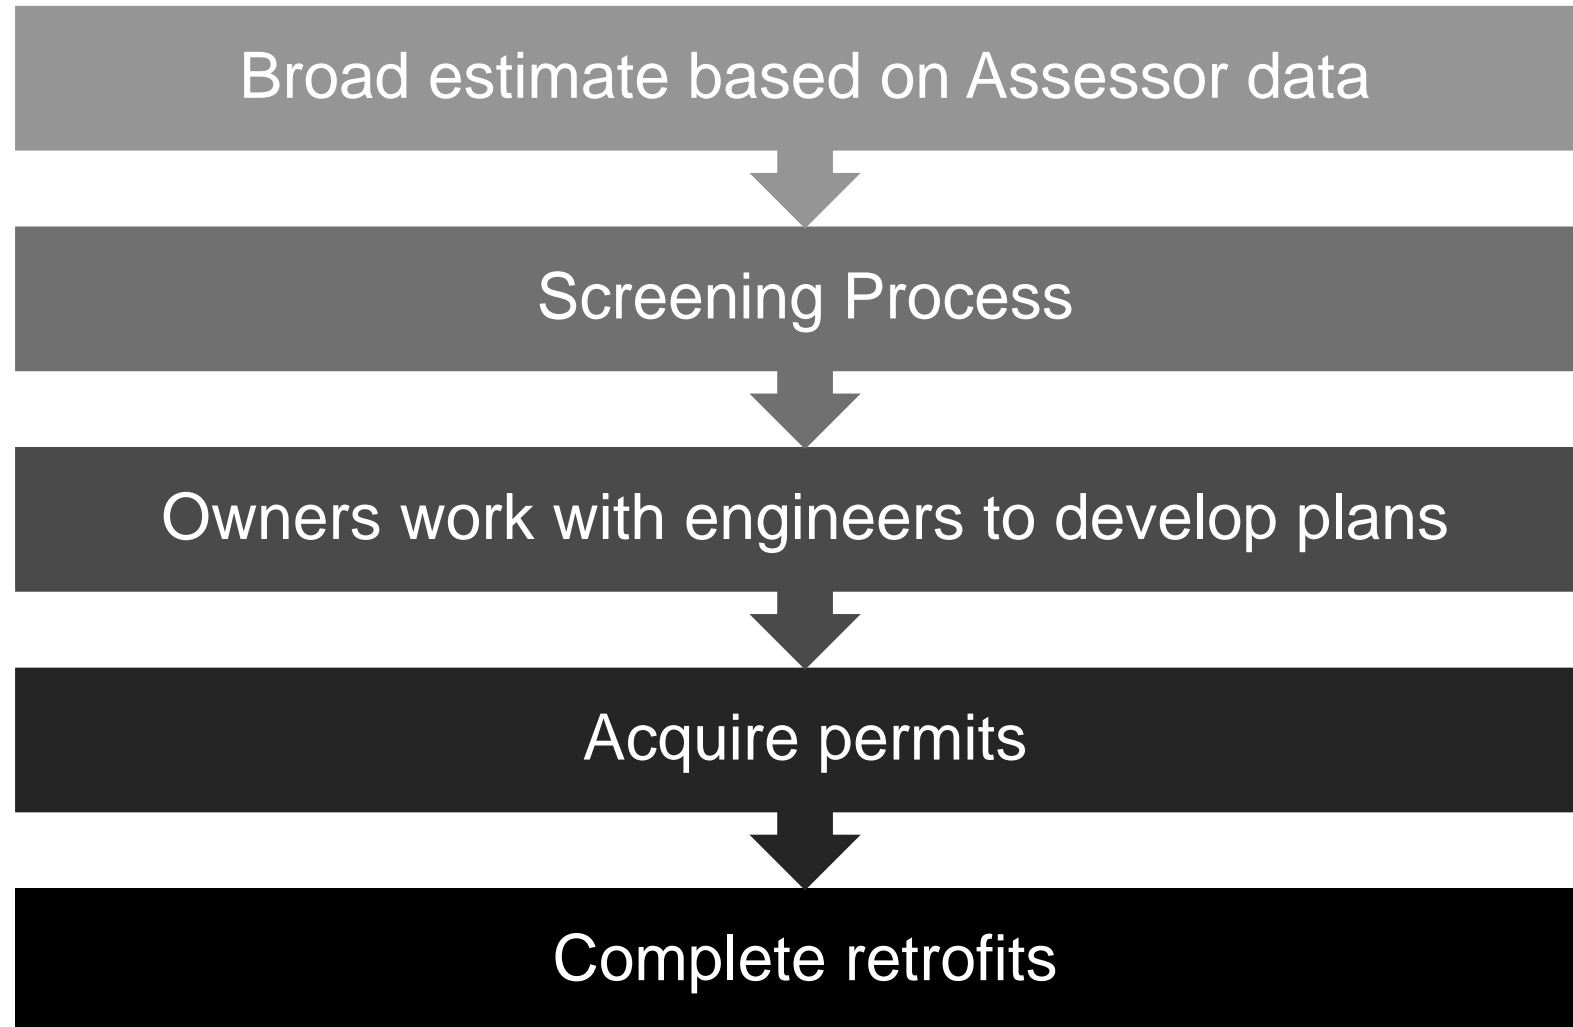 Broad estimate based on Assessor data
Screening Process
Owners work with engineers to develop plans
Acquire permits
Complete retrofits